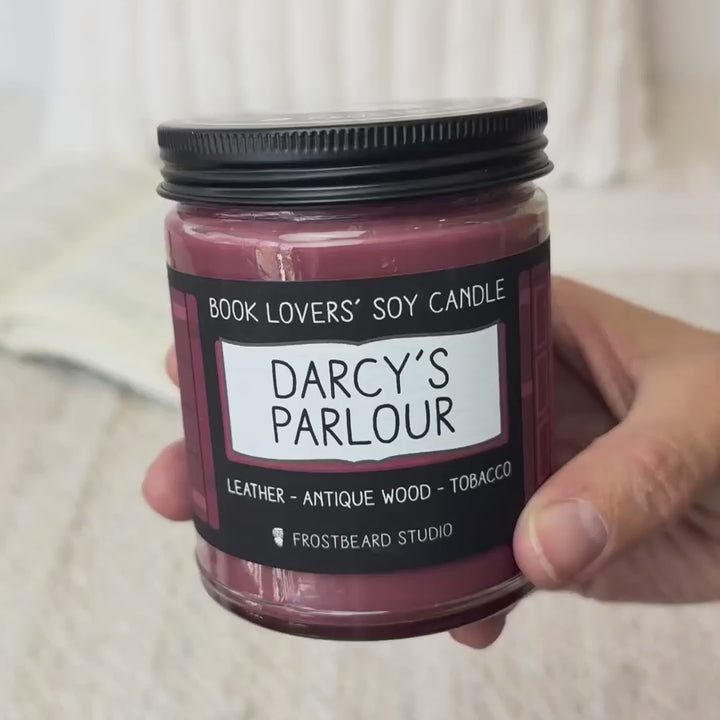 BOOK LOVERS' SOY CANDLE
DARCY'S
PARLOUR
LEATHER - ANTIQUE WOOD - TOBACCO
FROSTBEARD STUDIO